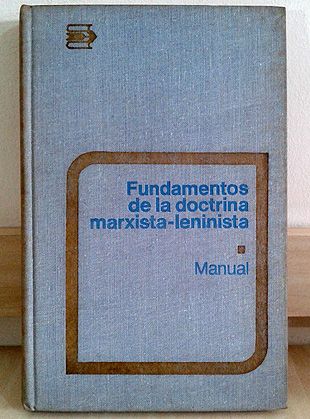 Fundamentos
de la doctrina
marxista-leninista
Manual